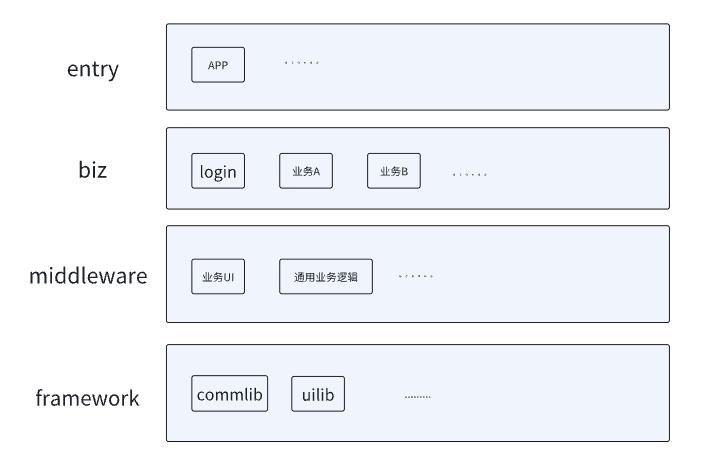 entry
APP
......
biz
login
业务A
业务B
......
middleware
业务UI
通用业务逻辑
......
framework
commlib
uilib
.........